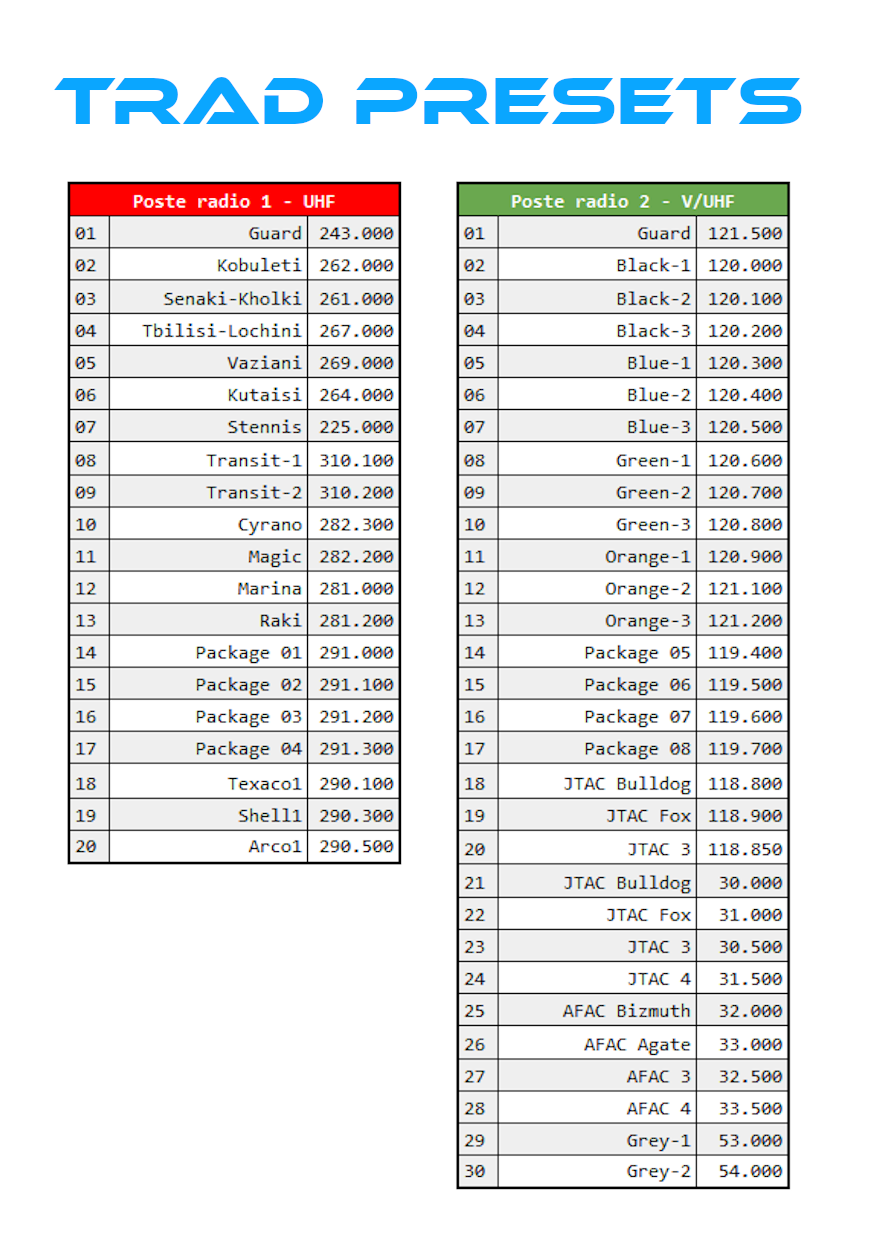 TRAD PRESETS
Poste radio 1 - UHF
01 Guard 243.000
02 Kobuleti 262.000
03 Senaki-Kholki 261.000
04 Tbilisi-Lochini 267.000
05 Vaziani 269.000
06 Kutaisi 264.000
07 Stennis 225.000
08 Transit-1 310.100
09 Transit-2 310.200
10 Cyrano 282.300
11 Magic 282.200
12 Marina 281.000
13 Raki 281.200
14 Package 01 291.000
15 Package 02 291.100
16 Package 03 291.200
17 Package 04 291.300
18 Texaco1 290.100
19 Shell1 290.300
20 Arco1 290.500
Poste radio 2 - V/UHF
01 Guard 121.500
02 Black-1 120.000
03 Black-2 120.100
04 Black-3 120.200
05 Blue-1 120.300
06 Blue-2 120.400
07 Blue-3 120.500
08 Green-1 120.600
09 Green-2 120.700
10 Green-3 120.800
11 Orange-1 120.900
12 Orange-2 121.100
13 Orange-3 121.200
14 Package 05 119.400
15 Package 06 119.500
16 Package 07 119.600
17 Package 08 119.700
18 JTAC Bulldog 118.800
19 JTAC Fox 118.900
20 JTAC 3 118.850
21 JTAC Bulldog 30.000
22 JTAC Fox 31.000
23 JTAC 3 30.500
24 JTAC 4 31.500
25 AFAC Bizmuth 32.000
26 AFAC Agate 33.000
27 AFAC 3 32.500
28 AFAC 4 33.500
29 Grey-1 53.000
30 Grey-2 54.000